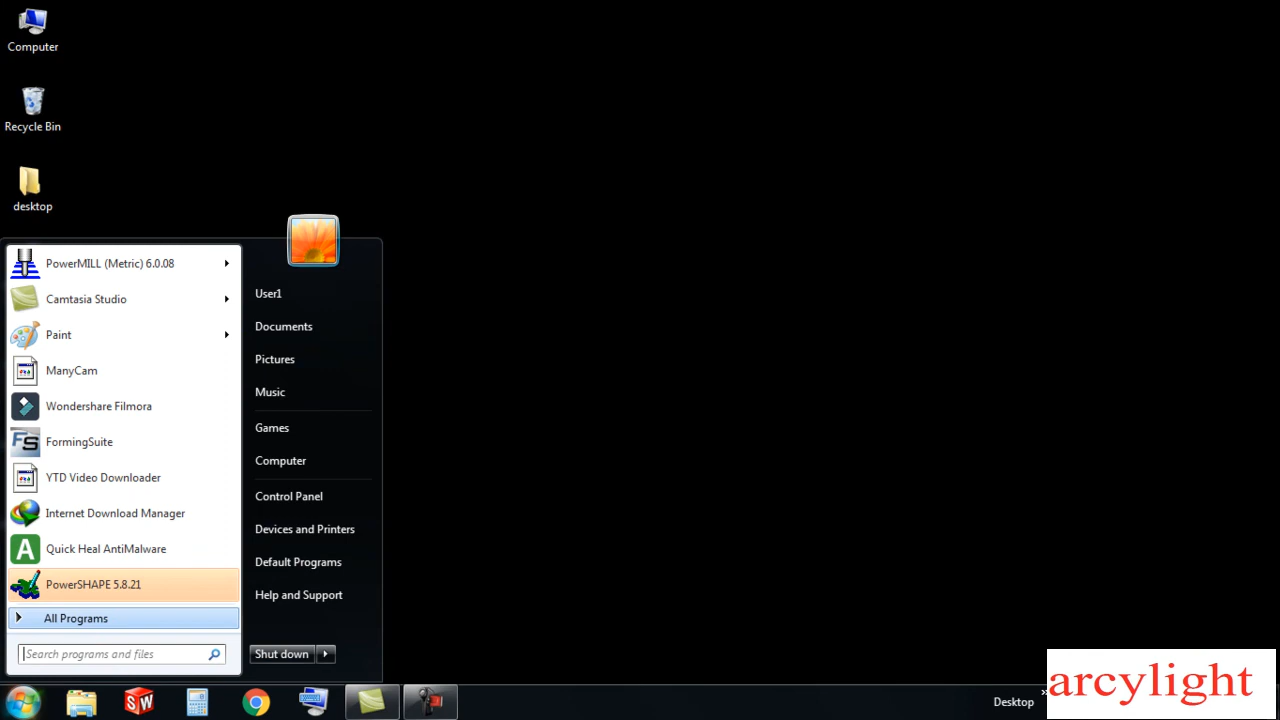 Computer
Recycle Bin
desktop
PowerMILL (Metric) 6.0.08
Camtasia Studio
Paint
ManyCam
Wondershare Filmora
FS
FormingSuite
YTD Video Downloader
Internet Download Manager
A
Quick Heal AntiMalware
PowerSHAPE 5.8.21
All Programs
Search programs and files
User1
Documents
Pictures
Music
Games
Computer
Control Panel
Devices and Printers
Default Programs
Help and Support
Shut down
SW
Desktop
arcylight